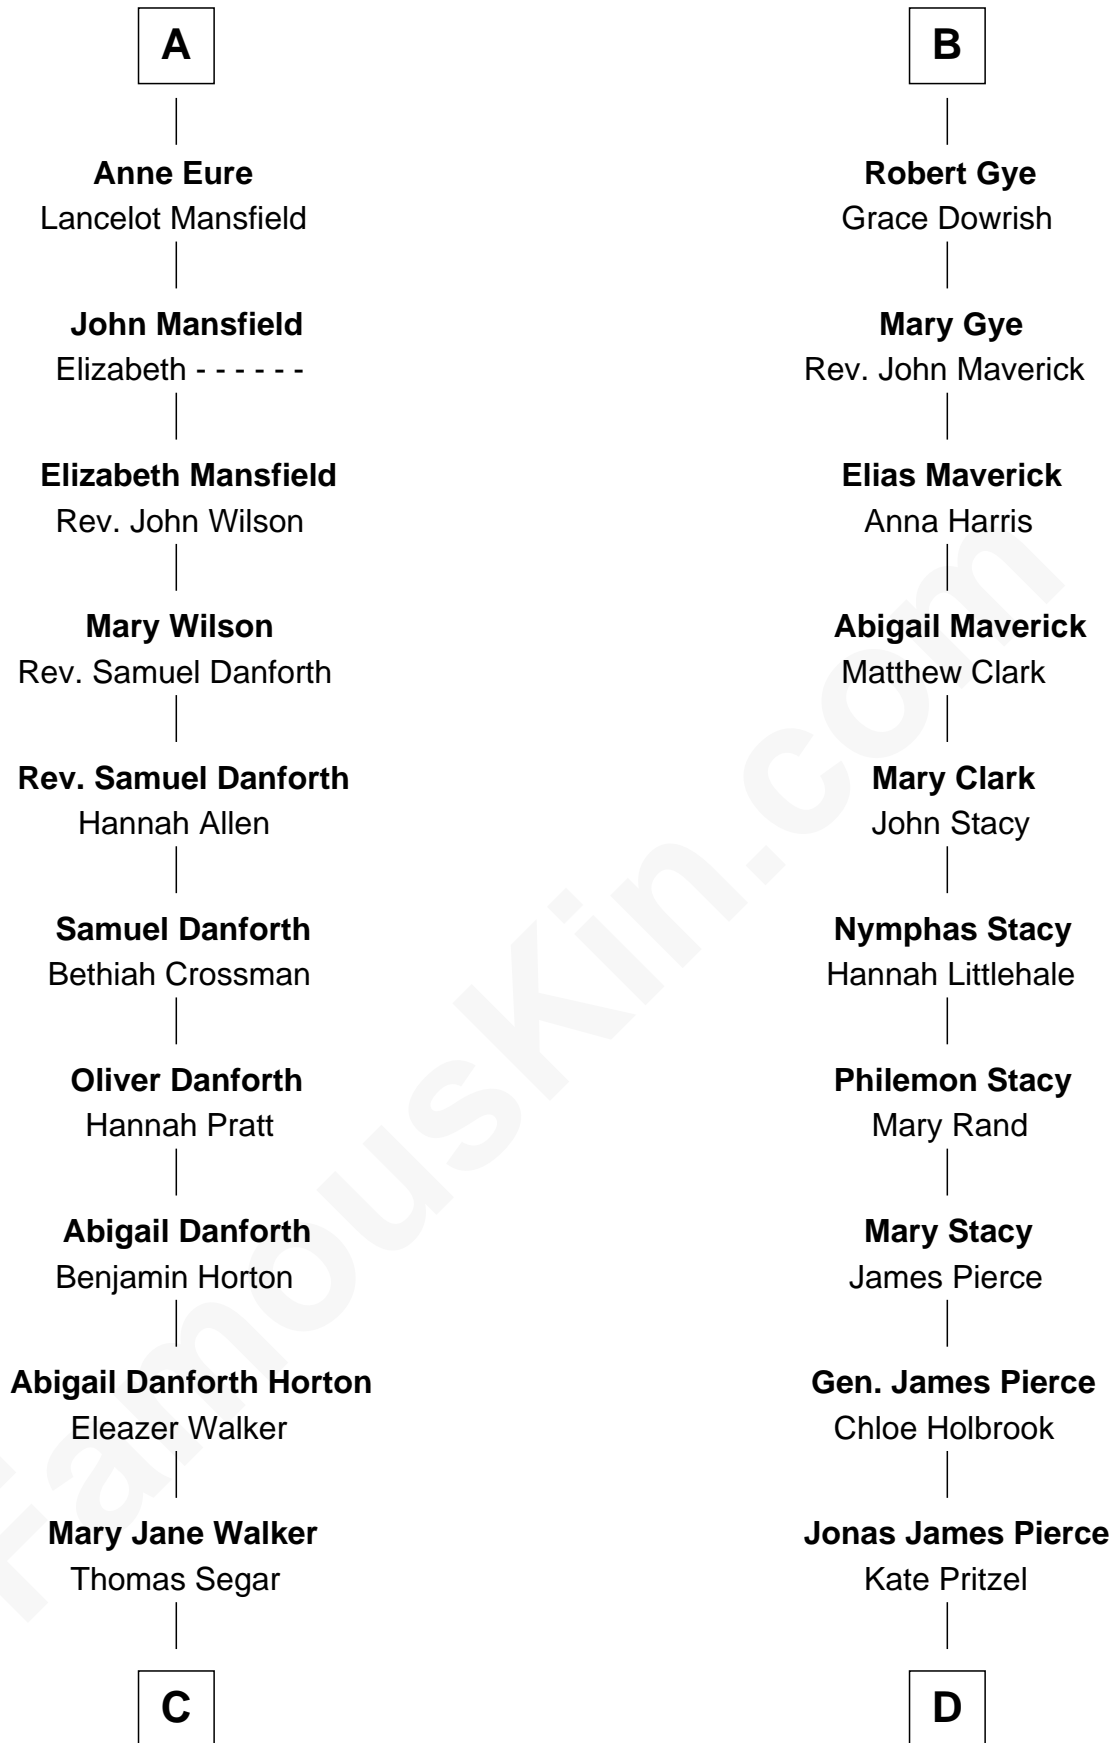 A
Anne Eure
Lancelot Mansfield
John Mansfield
Elizabeth - - - - - -
Elizabeth Mansfield
Rev. John Wilson
Mary Wilson
Rev. Samuel Danforth
Rev. Samuel Danforth
Hannah Allen
Samuel Danforth
Bethiah Crossman
Oliver Danforth
Hannah Pratt
Abigail Danforth
Benjamin Horton
Abigail Danforth Horton
Eleazer Walker
Mary Jane Walker
Thomas Segar
C
B
Robert Gye
Grace Dowrish
Mary Gye
Rev. John Maverick
Elias Maverick
Anna Harris
Abigail Maverick
Matthew Clark
Mary Clark
John Stacy
Nymphas Stacy
Hannah Littlehale
Philemon Stacy
Mary Rand
Mary Stacy
James Pierce
Gen. James Pierce
Chloe Holbrook
Jonas James Pierce
Kate Pritzel
D
FamousKin.com